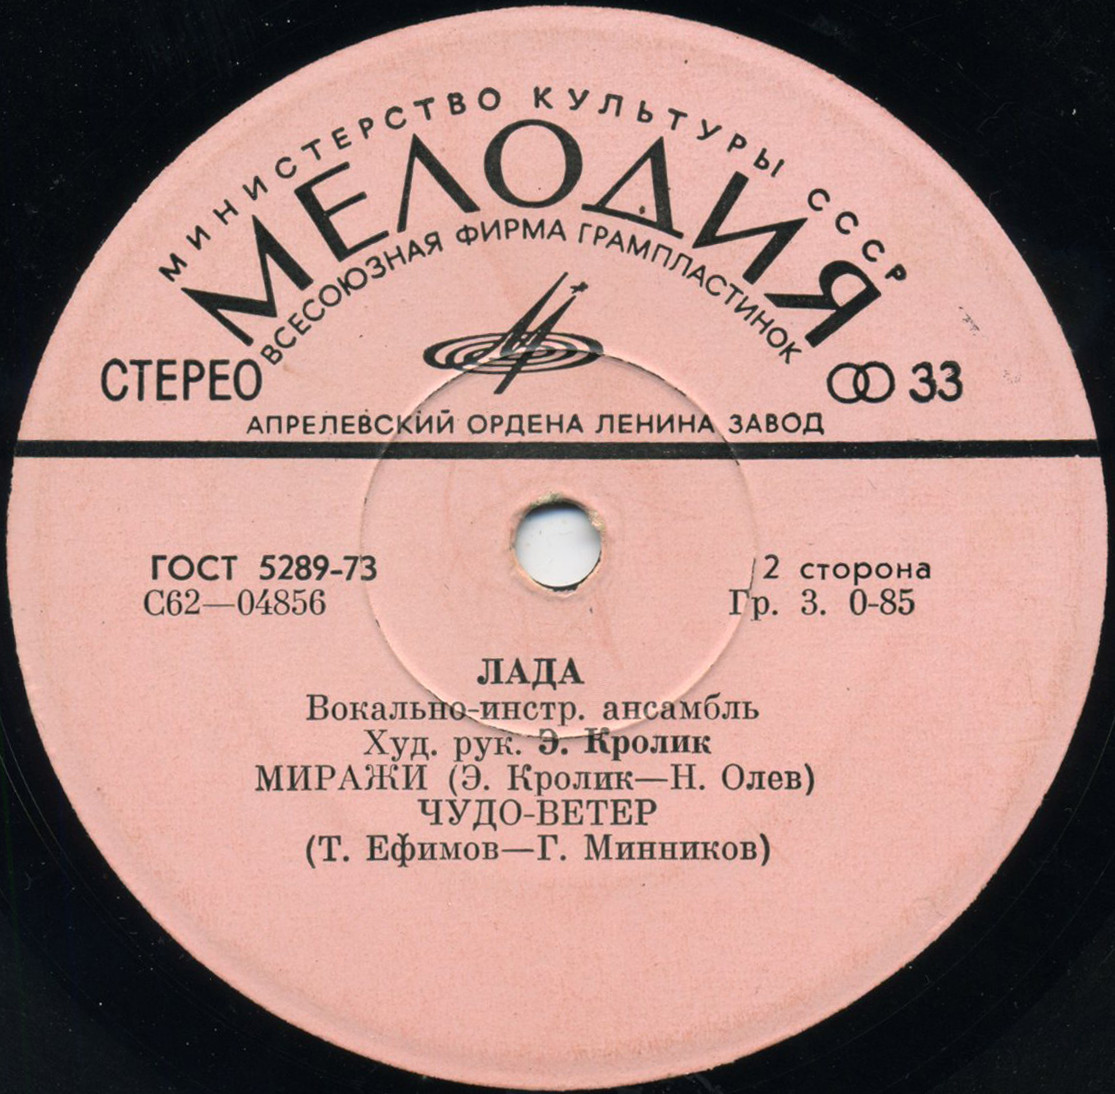 МИНИСТЕРСТВО КУЛЬТУРЫ СССР
МЕЛОДИЯ
ВСЕСОЮЗНАЯ ФИРМА ГРАМПЛАСТИНОК
СТЕРЕО
33
АПРЕЛЕВСКИЙ ОРДЕНА ЛЕНИНА ЗАВОД
ГОСТ 5289-73
2 сторона
С62—04856
Гр. 3. 0-85
ЛАДА
Вокально-инстр. ансамбль
Худ. рук. Э. Кролик
МИРАЖИ (Э. Кролик—Н. Олев)
ЧУДО-ВЕТЕР
(Т. Ефимов—Г. Минников)